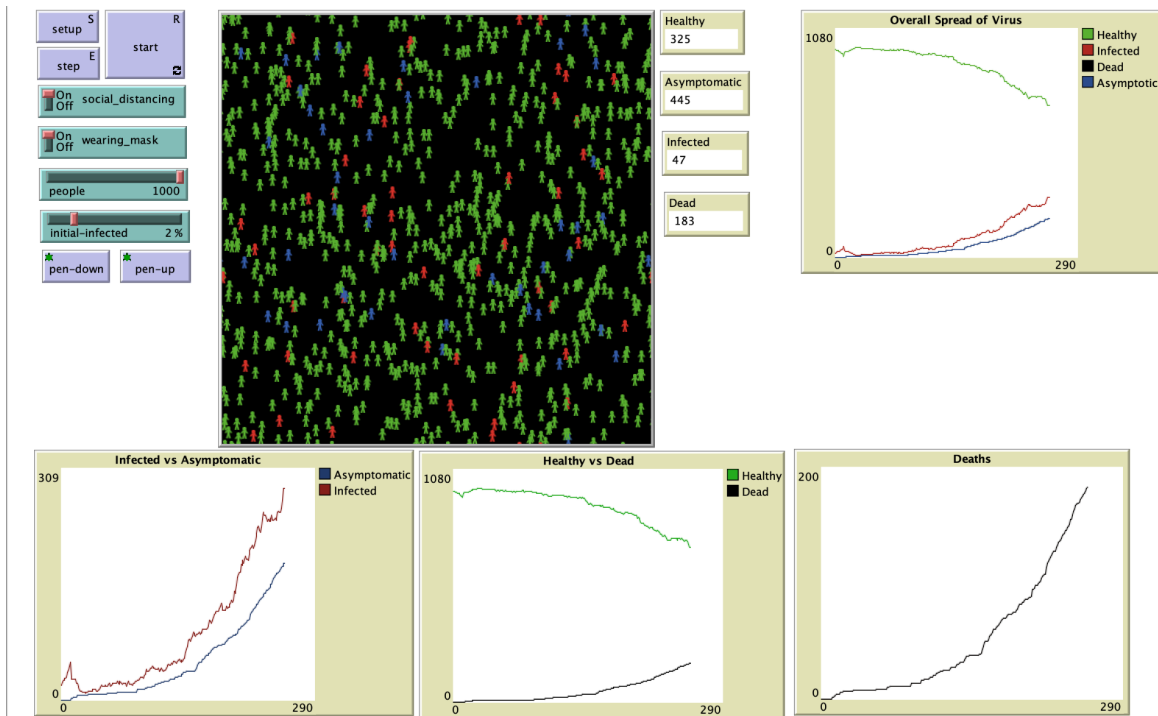 S
setup
R
start
E
step
On
Off
social_distancing
On
Off
wearing_mask
people 1000
initial-infected 2 %
pen-down
pen-up
Healthy
325
Asymptomatic
445
Infected
47
Dead
183
Overall Spread of Virus
1080
0
0 290
Healthy
Infected
Dead
Asymptotic
Infected vs Asymptomatic
309
0
0 290
Asymptomatic
Infected
Healthy vs Dead
1080
0
0 290
Healthy
Dead
Deaths
200
0
0 290